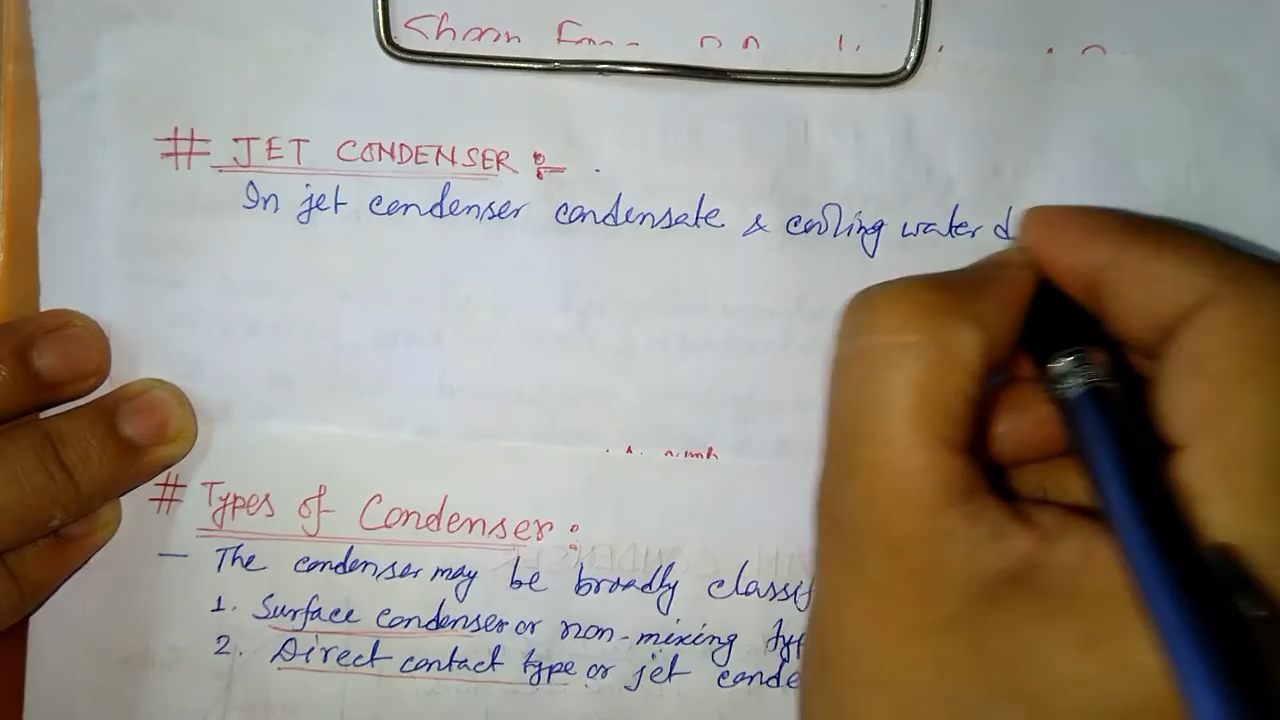 # JET CONDENSER :-
In jet condenser condensate & cooling water d
# Types of Condenser :
— The condenser may be broadly classif
1. Surface condenser or non-mixing typ
2. Direct contact type or jet conde